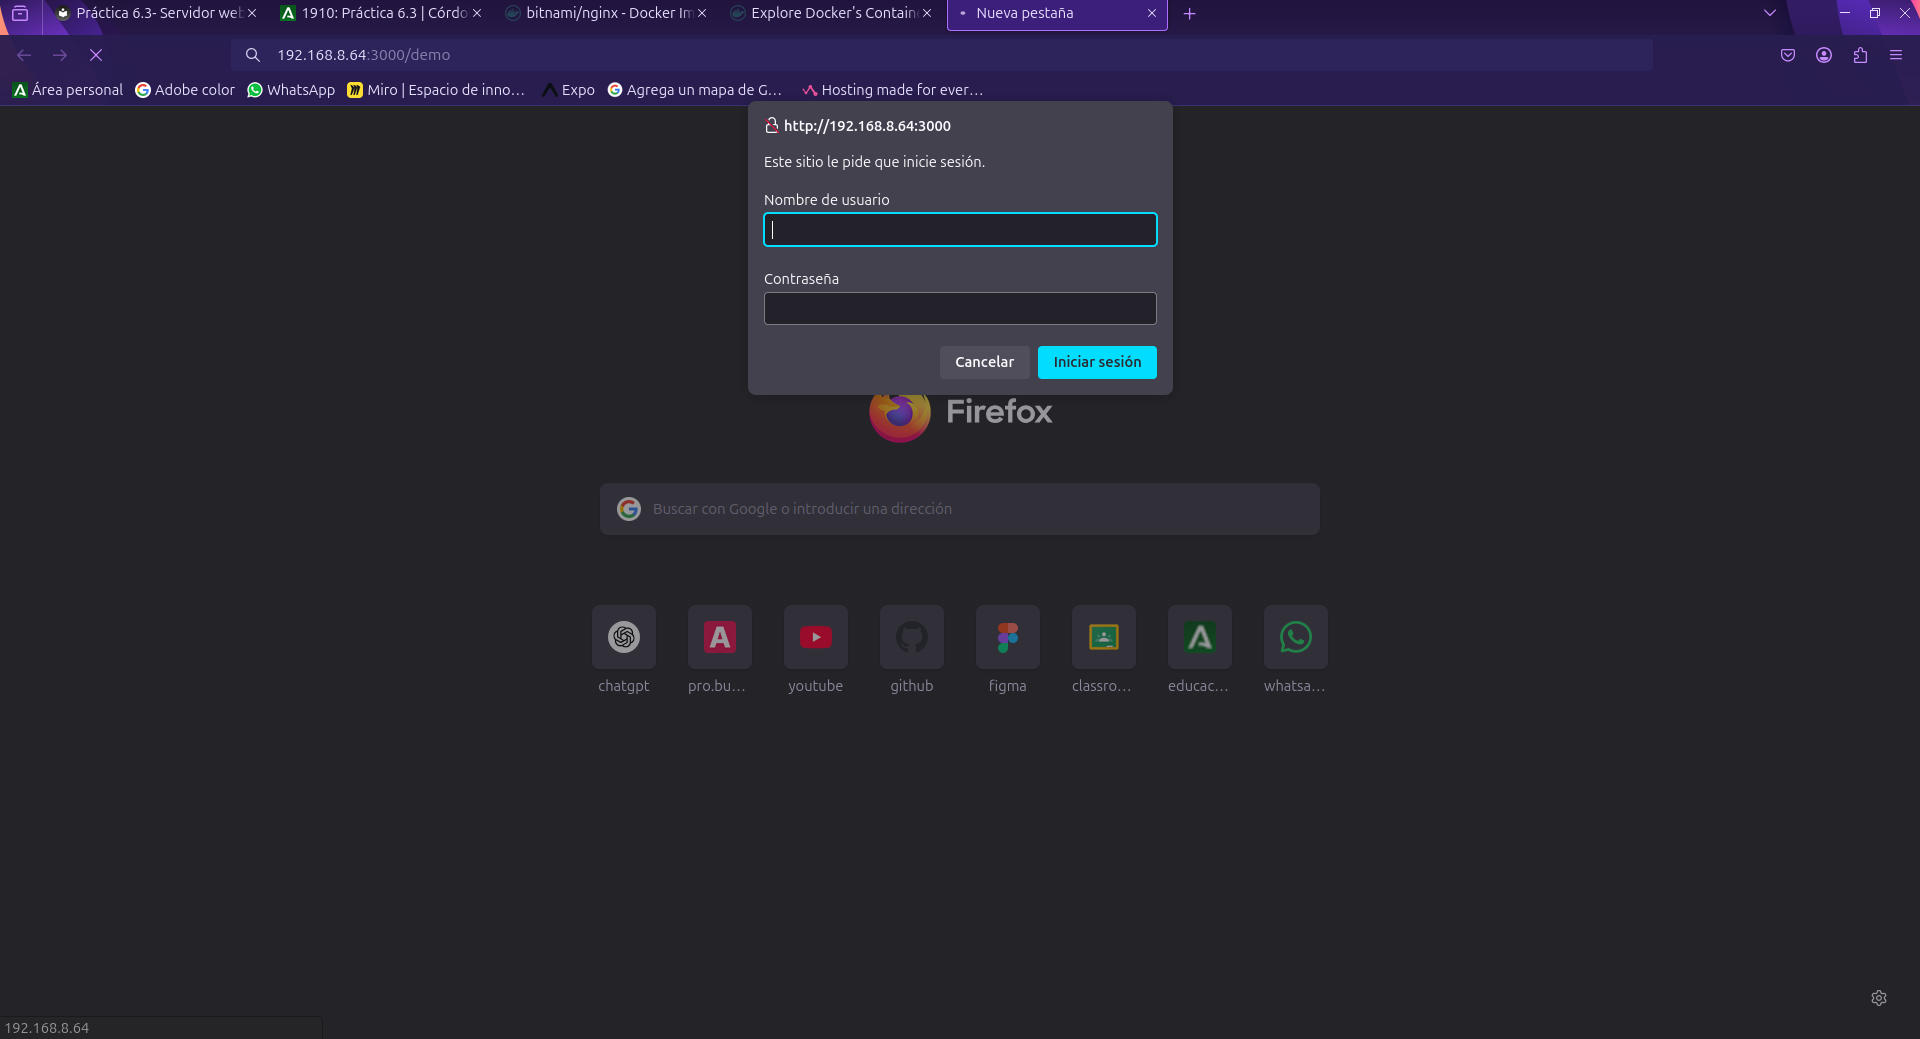 Práctica 6.3- Servidor web
1910: Práctica 6.3 | Córdo
bitnami/nginx - Docker Im
Explore Docker's Containe
Nueva pestaña
192.168.8.64:3000/demo
Área personal
Adobe color
WhatsApp
Miro | Espacio de inno…
Expo
Agrega un mapa de G…
Hosting made for ever…
http://192.168.8.64:3000
Este sitio le pide que inicie sesión.
Nombre de usuario
Contraseña
Cancelar
Iniciar sesión
Firefox
Buscar con Google o introducir una dirección
chatgpt
pro.bu…
youtube
github
figma
classro…
educac…
whatsa…
192.168.8.64